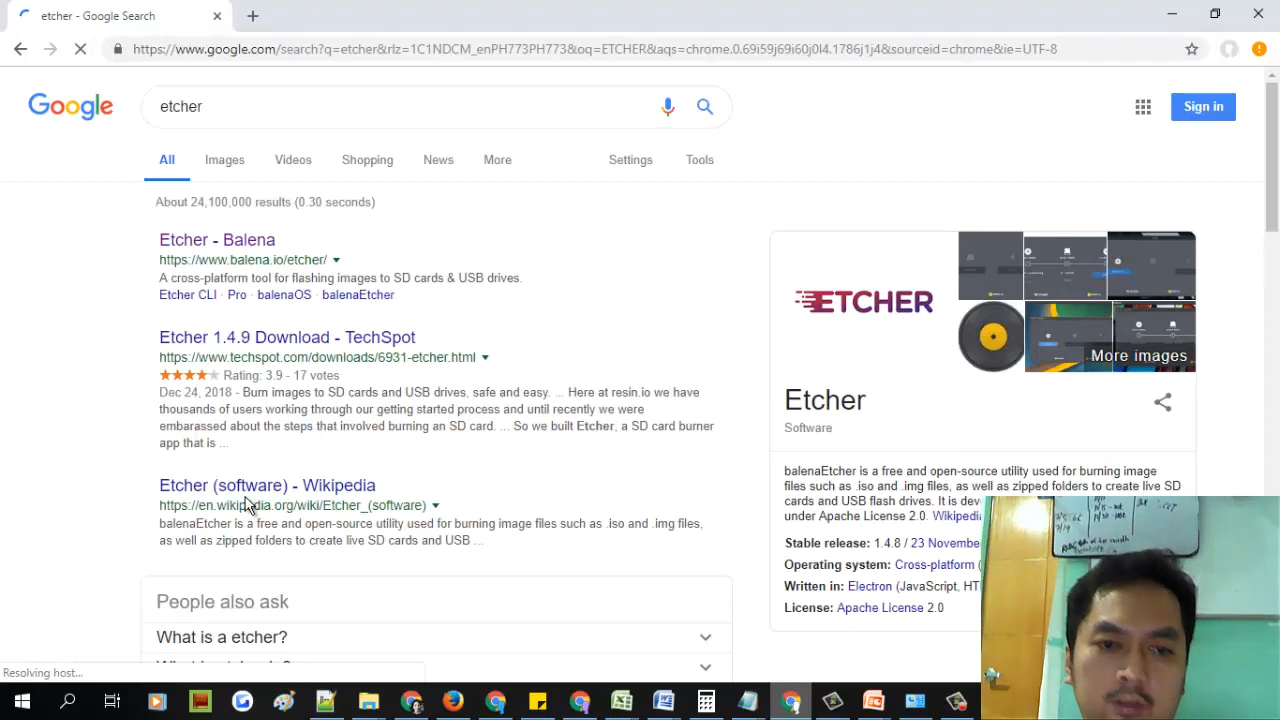 etcher - Google Search
https://www.google.com/search?q=etcher&rlz=1C1NDCM_enPH773PH773&oq=ETCHER&aqs=chrome.0.69i59j69i60j0l4.1786j1j4&sourceid=chrome&ie=UTF-8
Google
etcher
Sign in
All Images Videos Shopping News More Settings Tools
About 24,100,000 results (0.30 seconds)
Etcher - Balena
https://www.balena.io/etcher/
A cross-platform tool for flashing images to SD cards & USB drives.
Etcher CLI · Pro · balenaOS · balenaEtcher
Etcher 1.4.9 Download - TechSpot
https://www.techspot.com/downloads/6931-etcher.html
Rating: 3.9 - 17 votes
Dec 24, 2018 - Burn images to SD cards and USB drives, safe and easy. ... Here at resin.io we have
thousands of users working through our getting started process and until recently we were
embarassed about the steps that involved burning an SD card. ... So we built Etcher, a SD card burner
app that is ...
Etcher (software) - Wikipedia
https://en.wikipedia.org/wiki/Etcher_(software)
balenaEtcher is a free and open-source utility used for burning image files such as .iso and .img files,
as well as zipped folders to create live SD cards and USB ...
People also ask
What is a etcher?
ETCHER
More images
Etcher
Software
balenaEtcher is a free and open-source utility used for burning image
files such as .iso and .img files, as well as zipped folders to create live SD
cards and USB flash drives. It is
under Apache License 2.0.
Stable release: 1.4.8 / 23
Operating system: Cross-platform
Written in: Electron (JavaScript,
License: Apache License 2.0
Resolving host...